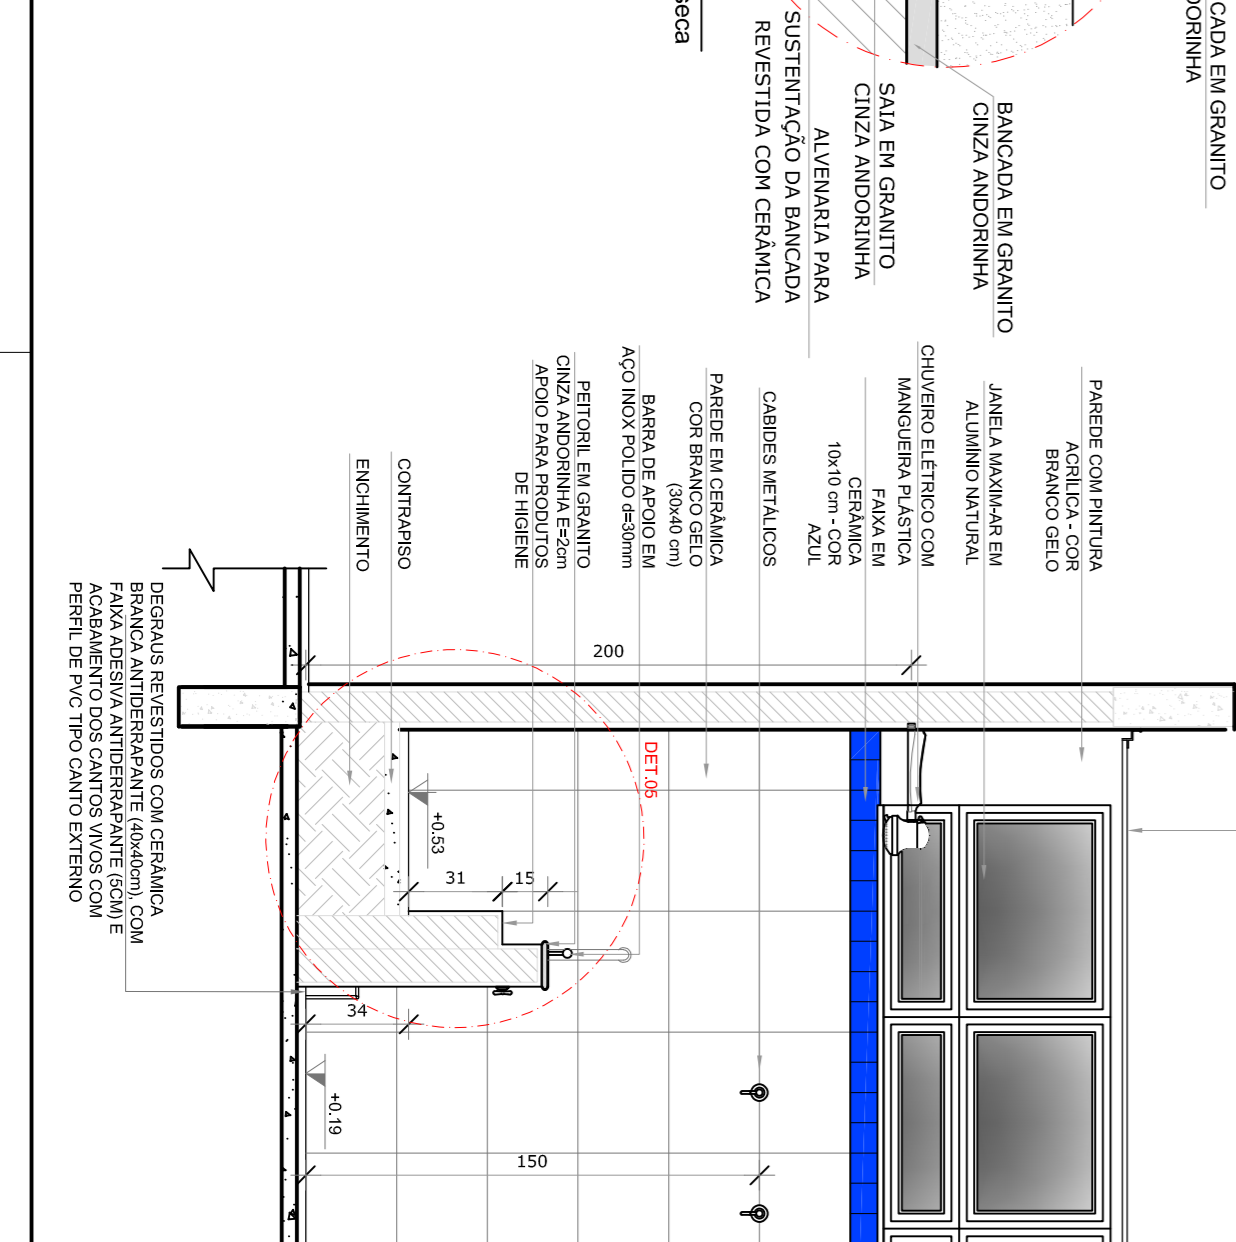 CADA EM GRANITO
DORINHA
seca
BANCADA EM GRANITO
CINZA ANDORINHA
SAIA EM GRANITO
CINZA ANDORINHA
ALVENARIA PARA
SUSTENTAÇÃO DA BANCADA
REVESTIDA COM CERÂMICA
PAREDE COM PINTURA
ACRÍLICA - COR
BRANCO GELO
JANELA MAXIM-AR EM
ALUMÍNIO NATURAL
CHUVEIRO ELÉTRICO COM
MANGUEIRA PLÁSTICA
FAIXA EM
CERÂMICA
10x10 cm - COR
AZUL
CABIDES METÁLICOS
PAREDE EM CERÂMICA
COR BRANCO GELO
(30x40 cm)
BARRA DE APOIO EM
AÇO INOX POLIDO d=30mm
PEITORIL EM GRANITO
CINZA ANDORINHA E=2cm
APOIO PARA PRODUTOS
DE HIGIENE
CONTRAPISO
ENCHIMENTO
DEGRAUS REVESTIDOS COM CERÂMICA
BRANCA ANTIDERRAPANTE (40x40cm), COM
FAIXA ADESIVA ANTIDERRAPANTE (5CM) E
ACABAMENTO DOS CANTOS VIVOS COM
PERFIL DE PVC TIPO CANTO EXTERNO
200
DET.05
+0.53
31
15
34
+0.19
150